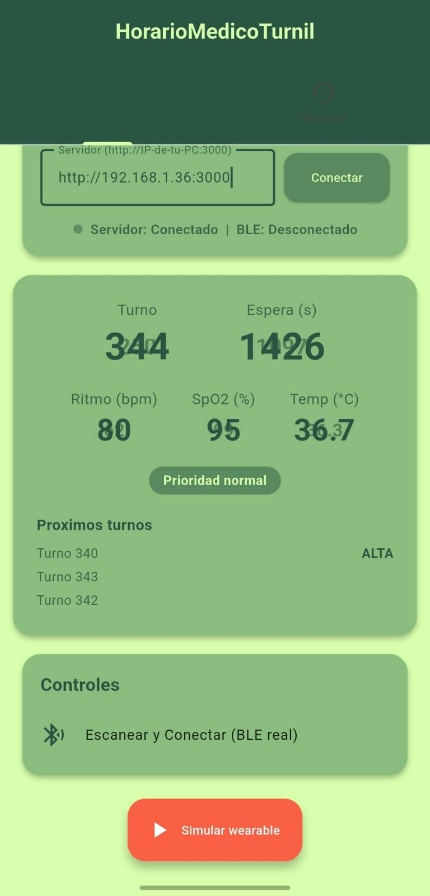 HorarioMedicoTurnil
Servidor (http://IP-de-tu-PC:3000)
http://192.168.1.36:3000
Conectar
Servidor: Conectado | BLE: Desconectado
Turno Espera (s)
344 1426
Ritmo (bpm) SpO2 (%) Temp (°C)
80 95 36.7
Prioridad normal
Proximos turnos
Turno 340 ALTA
Turno 343
Turno 342
Controles
Escanear y Conectar (BLE real)
Simular wearable